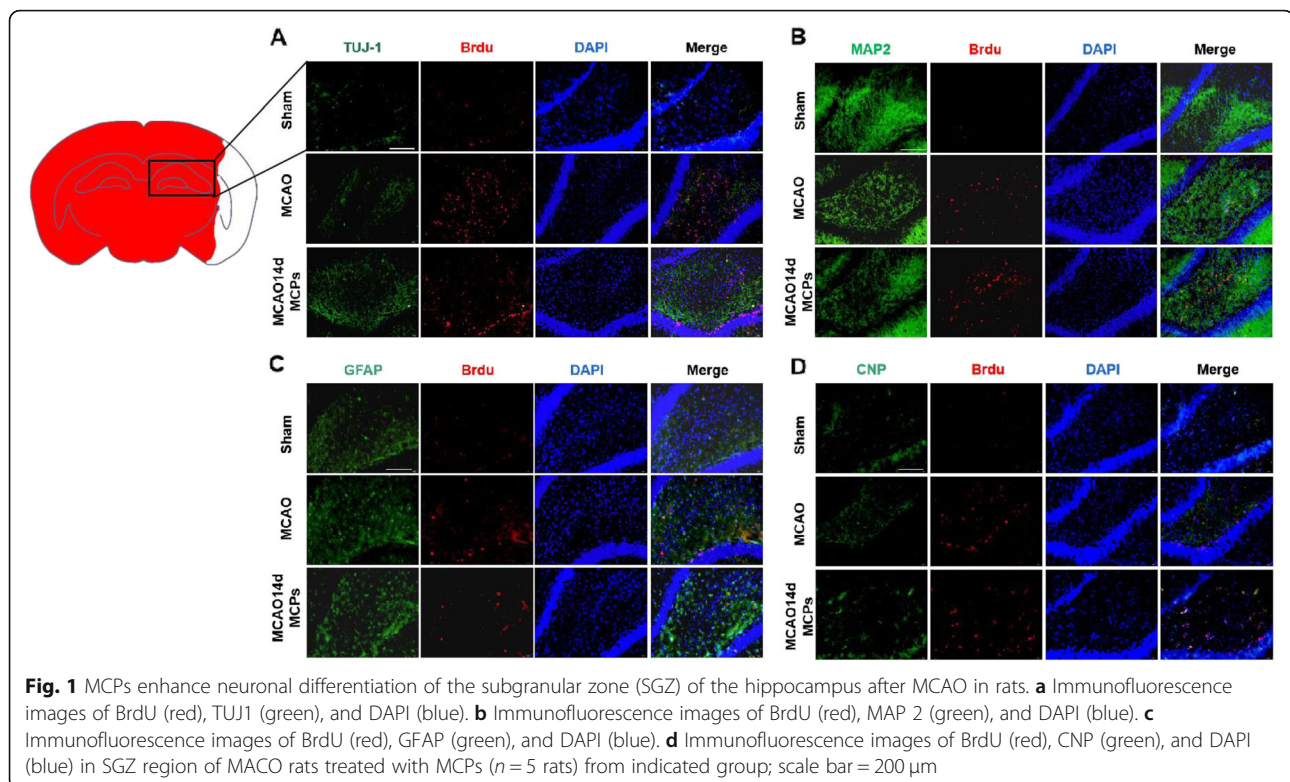 A
TUJ-1 Brdu DAPI Merge
Sham
MCAO
MCAO14d
MCPs
B
MAP2 Brdu DAPI Merge
Sham
MCAO
MCAO14d
MCPs
C
GFAP Brdu DAPI Merge
Sham
MCAO
MCAO14d
MCPs
D
CNP Brdu DAPI Merge
Sham
MCAO
MCAO14d
MCPs
Fig. 1 MCPs enhance neuronal differentiation of the subgranular zone (SGZ) of the hippocampus after MCAO in rats. a Immunofluorescence
images of BrdU (red), TUJ1 (green), and DAPI (blue). b Immunofluorescence images of BrdU (red), MAP 2 (green), and DAPI (blue). c
Immunofluorescence images of BrdU (red), GFAP (green), and DAPI (blue). d Immunofluorescence images of BrdU (red), CNP (green), and DAPI
(blue) in SGZ region of MACO rats treated with MCPs (n = 5 rats) from indicated group; scale bar = 200 μm